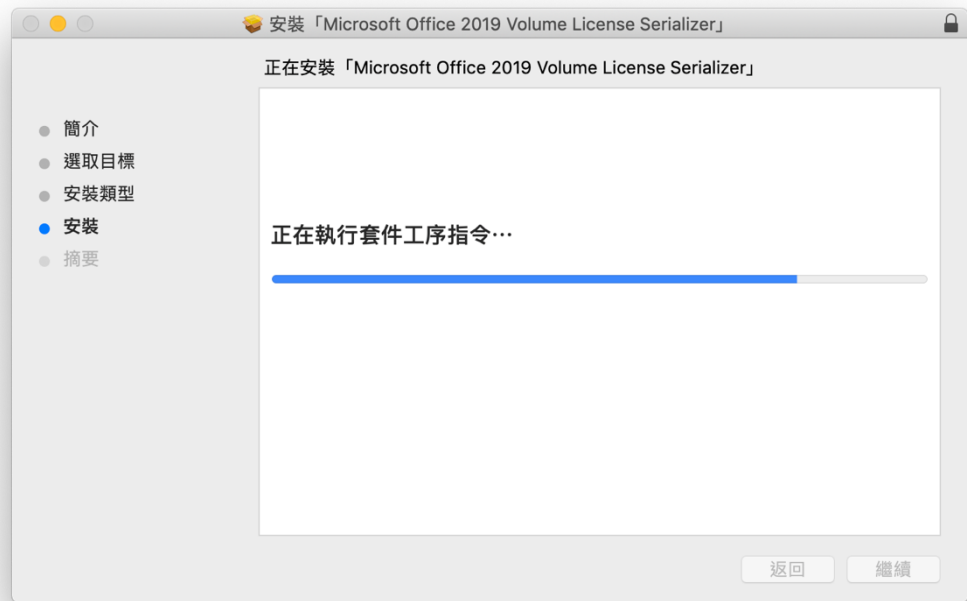 安裝「Microsoft Office 2019 Volume License Serializer」
正在安裝「Microsoft Office 2019 Volume License Serializer」
簡介
選取目標
安裝類型
安裝
摘要
正在執行套件工序指令⋯
返回
繼續